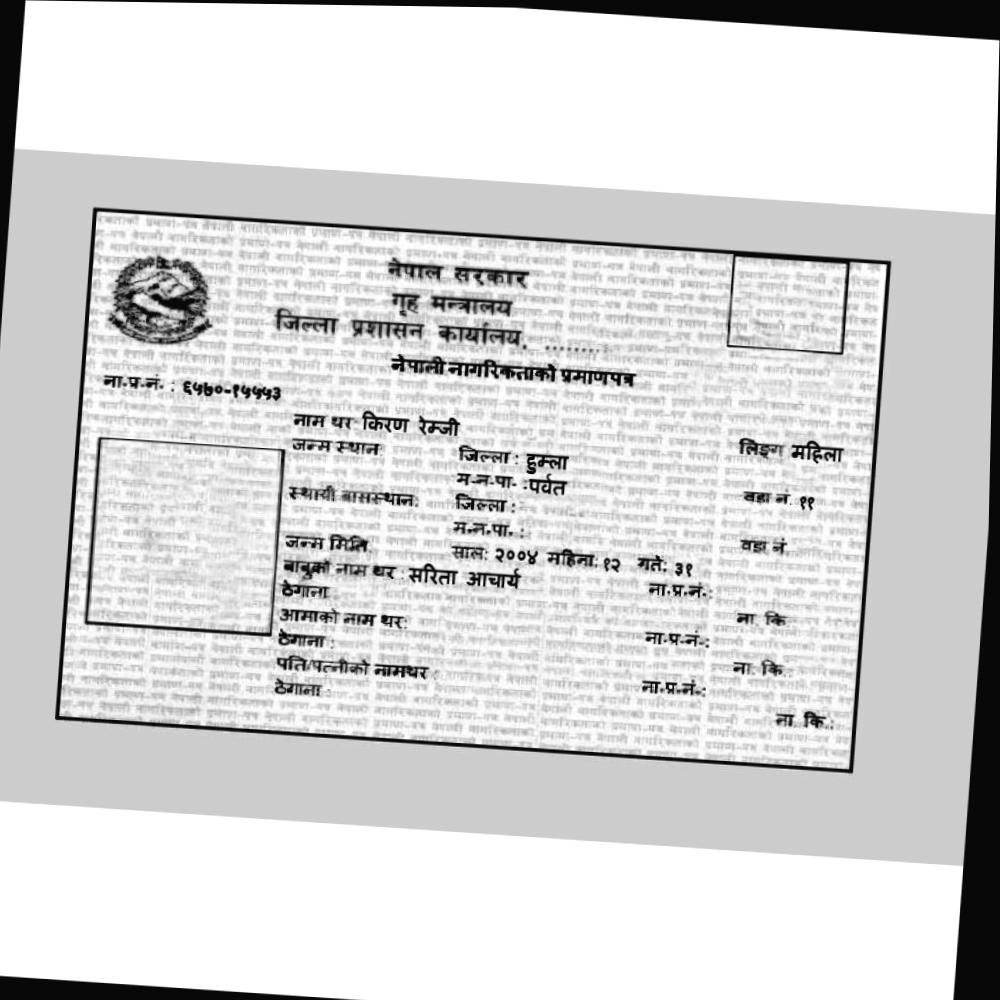 नेपाल सरकार
गृह मन्त्रालय
जिल्ला प्रशासन कार्यालय, ........
नेपाली नागरिकताको प्रमाणपत्र
ना.प्र.नं. : ६५७०-१५५५३
नाम थर: किरण रेम्जी लिङ्ग महिला
जन्म स्थान: जिल्ला : हुम्ला
म.न.पा. :पर्वत वडा नं. ११
स्थायी बासस्थान: जिल्ला :
म.न.पा. : वडा नं.
जन्म मिति: साल: २००४ महिना: १२ गते: ३१
बाबुको नाम थर : सरिता आचार्य ना.प्र.नं.:
ठेगाना : ना. कि.:
आमाको नाम थर: ना.प्र.नं.:
ठेगाना : ना. कि.:
पति/पत्नीको नामथर : ना.प्र.नं.:
ठेगाना : ना. कि.: